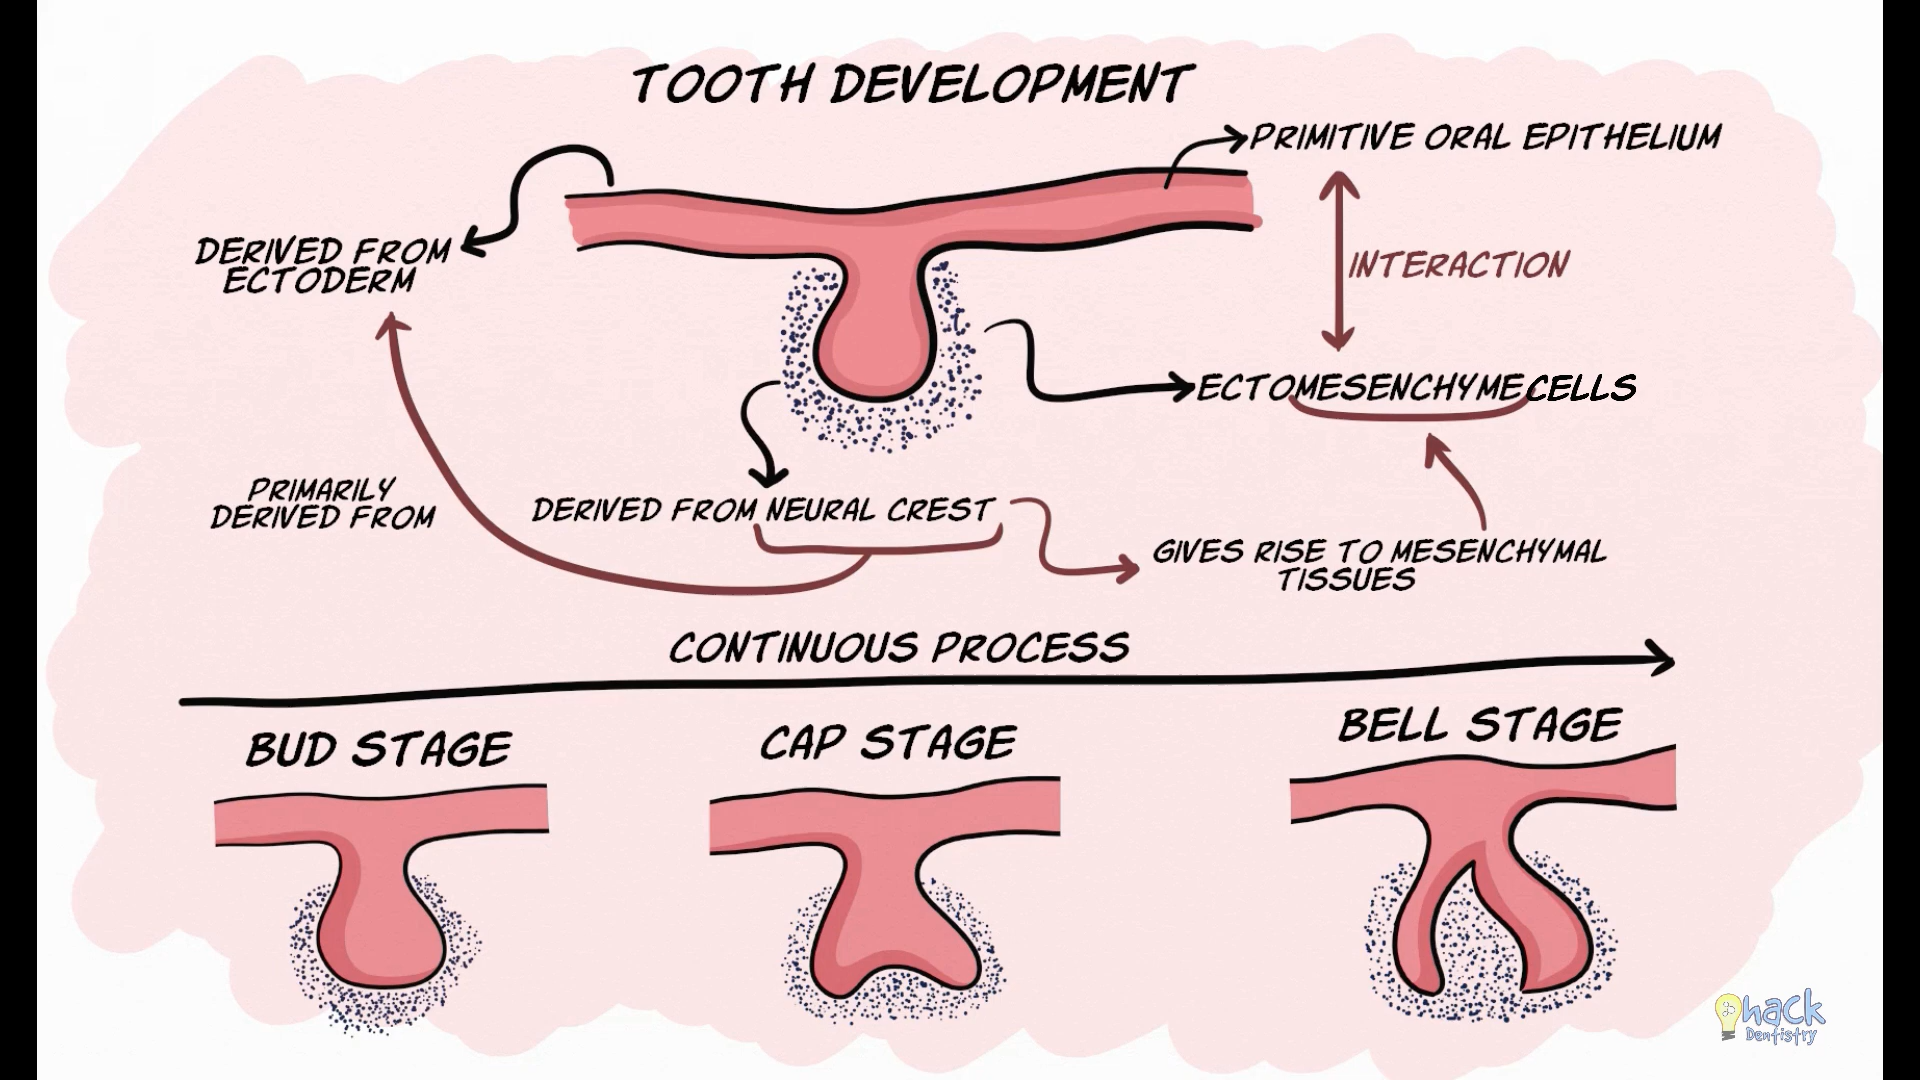 TOOTH DEVELOPMENT
PRIMITIVE ORAL EPITHELIUM
DERIVED FROM
ECTODERM
INTERACTION
ECTOMESENCHYME CELLS
PRIMARILY
DERIVED FROM
DERIVED FROM NEURAL CREST
GIVES RISE TO MESENCHYMAL
TISSUES
CONTINUOUS PROCESS
BUD STAGE
CAP STAGE
BELL STAGE
hack
Dentistry